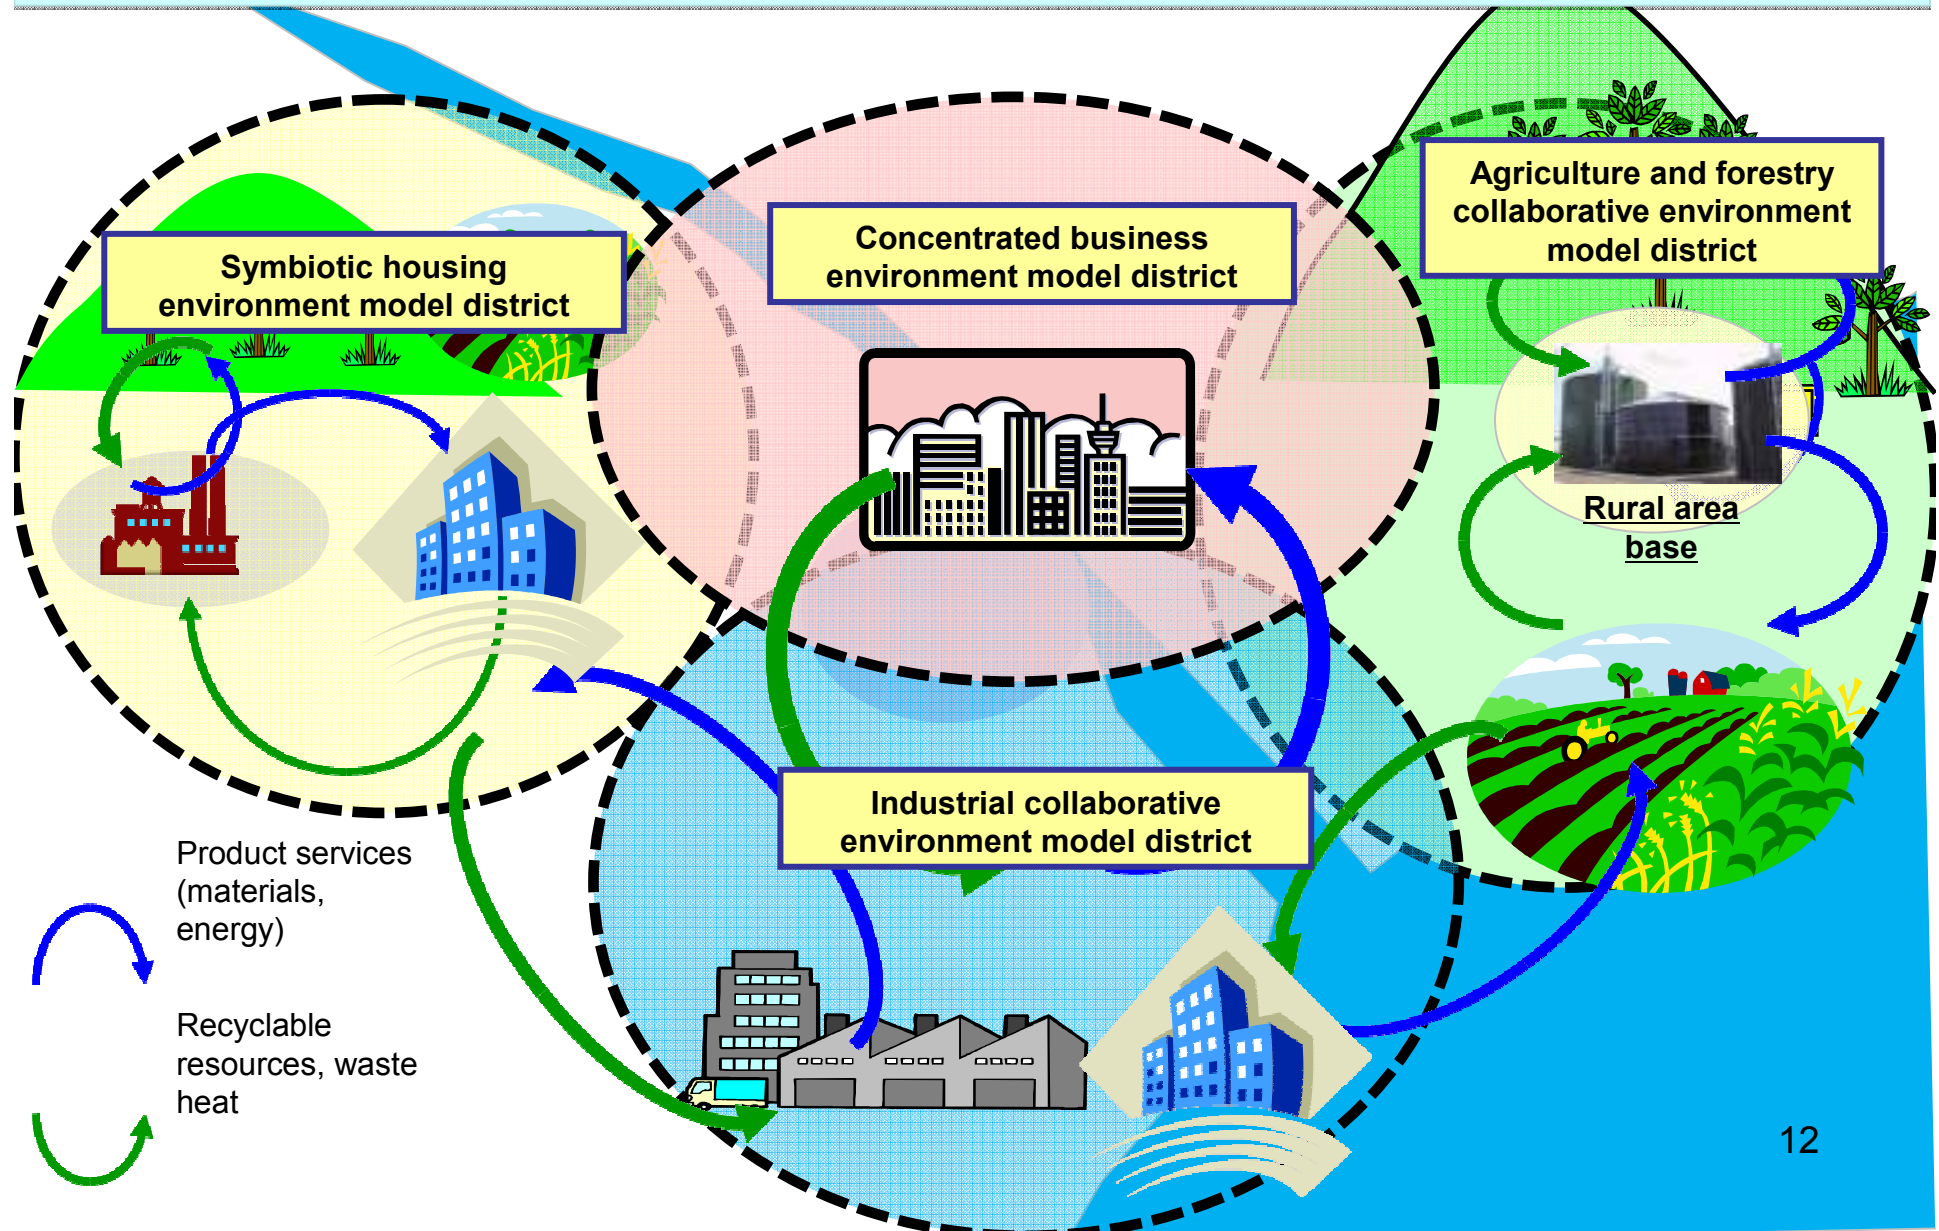 Agriculture and forestry
collaborative environment
model district
Concentrated business
environment model district
Symbiotic housing
environment model district
Rural area
base
Industrial collaborative
environment model district
Product services
(materials,
energy)
Recyclable
resources, waste
heat
12